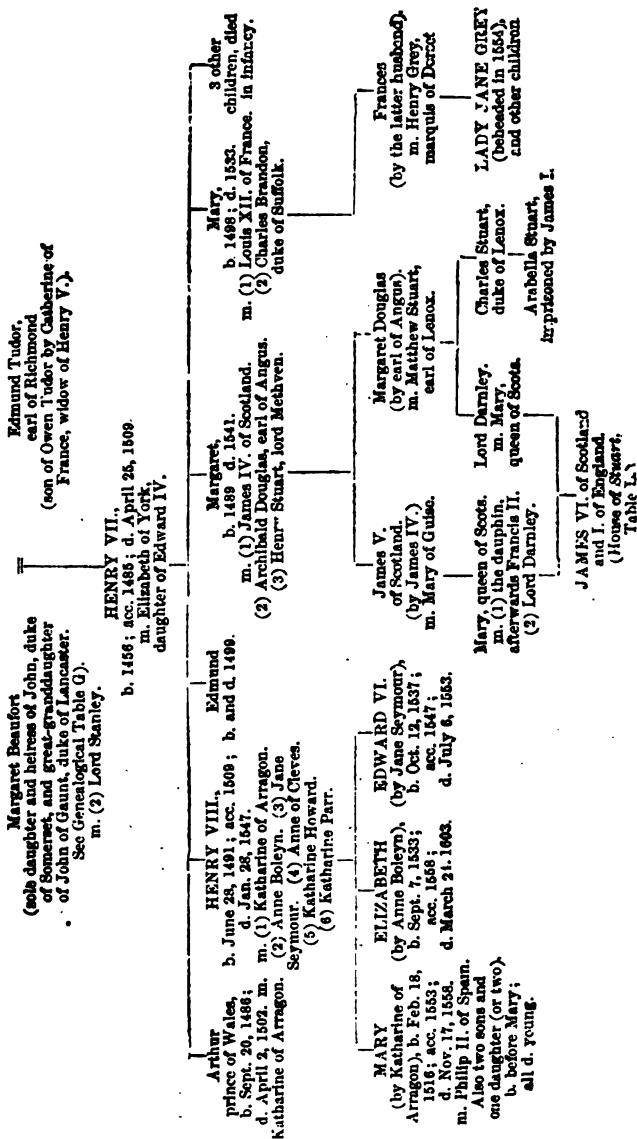 Margaret Beaufort
(sole daughter and heiress of John, duke
of Somerset, and great-granddaughter
of John of Gaunt, duke of Lancaster.
See Genealogical Table G).
m. (2) Lord Stanley.
Edmund Tudor,
earl of Richmond
(son of Owen Tudor by Catherine of
France, widow of Henry V.).
HENRY VII.,
b. 1456; acc. 1485; d. April 25, 1509.
m. Elizabeth of York,
daughter of Edward IV.
Arthur
prince of Wales,
b. Sept. 20, 1486;
d. April 2, 1502. m.
Katharine of Arragon.
HENRY VIII.,
b. June 28, 1491; acc. 1509;
d. Jan. 28, 1547.
m. (1) Katharine of Arragon.
(2) Anne Boleyn. (3) Jane
Seymour. (4) Anne of Cleves.
(5) Katharine Howard.
(6) Katharine Parr.
Edmund
b. and d. 1499.
Margaret,
b. 1489 d. 1541.
m. (1) James IV. of Scotland.
(2) Archibald Douglas, earl of Angus.
(3) Henry Stuart, lord Methven.
Mary,
b. 1498; d. 1533.
m. (1) Louis XII. of France.
(2) Charles Brandon,
duke of Suffolk.
3 other
children, died
in infancy.
MARY
(by Katharine of
Arragon), b. Feb. 18,
1516; acc. 1553;
d. Nov. 17, 1558.
m. Philip II. of Spain.
Also two sons and
one daughter (or two),
b. before Mary;
all d. young.
ELIZABETH
(by Anne Boleyn),
b. Sept. 7, 1533;
acc. 1558;
d. March 24, 1603.
EDWARD VI.
(by Jane Seymour),
b. Oct. 12, 1537;
acc. 1547;
d. July 6, 1553.
James V.
of Scotland.
(by James IV.)
m. Mary of Guise.
Margaret Douglas
(by earl of Angus).
m. Matthew Stuart,
earl of Lenox.
Frances
(by the latter husband),
m. Henry Grey,
marquis of Dorset
Mary, queen of Scots.
m. (1) the dauphin,
afterwards Francis II.
(2) Lord Darnley.
Lord Darnley.
m. Mary,
queen of Scots.
Charles Stuart,
duke of Lenox.
LADY JANE GREY
(beheaded in 1554),
and other children
Arabella Stuart,
imprisoned by James I.
JAMES VI. of Scotland
and I. of England.
(House of Stuart,
Table L.)